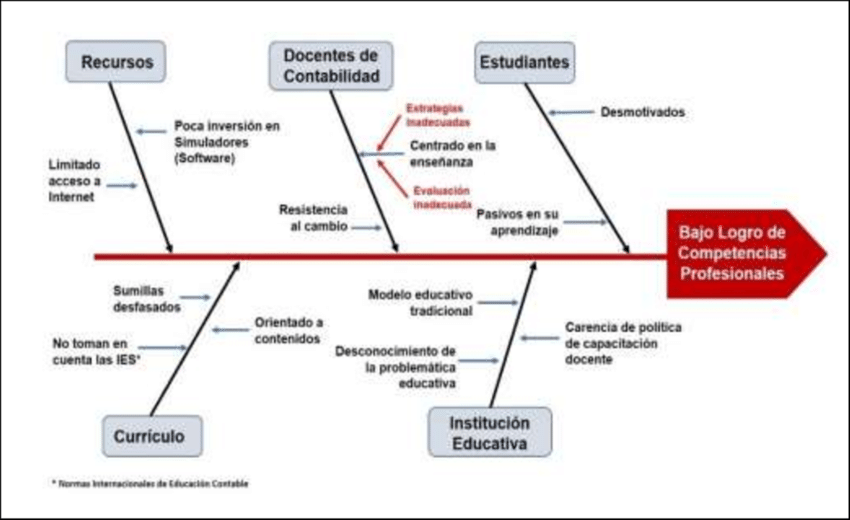 Recursos
Docentes de
Contabilidad
Estudiantes
Poca inversión en
Simuladores
(Software)
Limitado
acceso a
Internet
Estrategias
inadecuadas
Centrado en la
enseñanza
Evaluación
inadecuada
Resistencia
al cambio
Desmotivados
Pasivos en su
aprendizaje
Bajo Logro de
Competencias
Profesionales
Sumillas
desfasados
No toman en
cuenta las IES*
Orientado a
contenidos
Modelo educativo
tradicional
Desconocimiento de
la problemática
educativa
Carencia de política
de capacitación
docente
Currículo
Institución
Educativa
* Normas Internacionales de Educación Contable